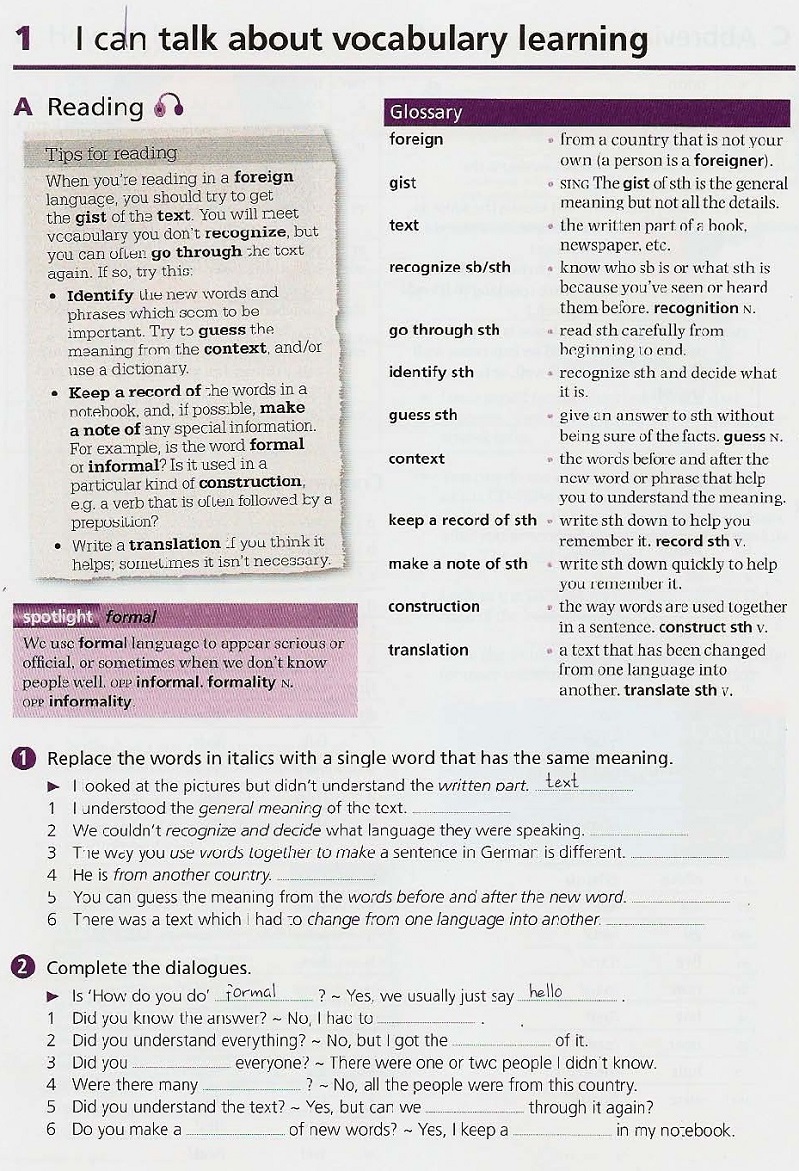 1 I can talk about vocabulary learning
A Reading
Tips for reading
When you're reading in a foreign
language, you should try to get
the gist of the text. You will meet
vocabulary you don't recognize, but
you can often go through the text
again. If so, try this:
• Identify the new words and
phrases which seem to be
important. Try to guess the
meaning from the context, and/or
use a dictionary.
• Keep a record of the words in a
notebook, and, if possible, make
a note of any special information.
For example, is the word formal
or informal? Is it used in a
particular kind of construction,
e.g. a verb that is often followed by a
preposition?
• Write a translation if you think it
helps; sometimes it isn't necessary.
spotlight formal
We use formal language to appear serious or
official, or sometimes when we don't know
people well. OPP informal. formality N.
OPP informality
Glossary
foreign • from a country that is not your
own (a person is a foreigner).
gist • SING The gist of sth is the general
meaning but not all the details.
text • the written part of a book,
newspaper, etc.
recognize sb/sth • know who sb is or what sth is
because you've seen or heard
them before. recognition N.
go through sth • read sth carefully from
beginning to end.
identify sth • recognize sth and decide what
it is.
guess sth • give an answer to sth without
being sure of the facts. guess N.
context • the words before and after the
new word or phrase that help
you to understand the meaning.
keep a record of sth • write sth down to help you
remember it. record sth V.
make a note of sth • write sth down quickly to help
you remember it.
construction • the way words are used together
in a sentence. construct sth V.
translation • a text that has been changed
from one language into
another. translate sth V.
1 Replace the words in italics with a single word that has the same meaning.
► I looked at the pictures but didn't understand the written part. text
1 I understood the general meaning of the text.
2 We couldn't recognize and decide what language they were speaking.
3 The way you use words together to make a sentence in German is different.
4 He is from another country.
5 You can guess the meaning from the words before and after the new word.
6 There was a text which I had to change from one language into another.
2 Complete the dialogues.
► Is 'How do you do' formal ? ~ Yes, we usually just say hello .
1 Did you know the answer? ~ No, I had to .
2 Did you understand everything? ~ No, but I got the of it.
3 Did you everyone? ~ There were one or two people I didn't know.
4 Were there many ? ~ No, all the people were from this country.
5 Did you understand the text? ~ Yes, but can we through it again?
6 Do you make a of new words? ~ Yes, I keep a in my notebook.